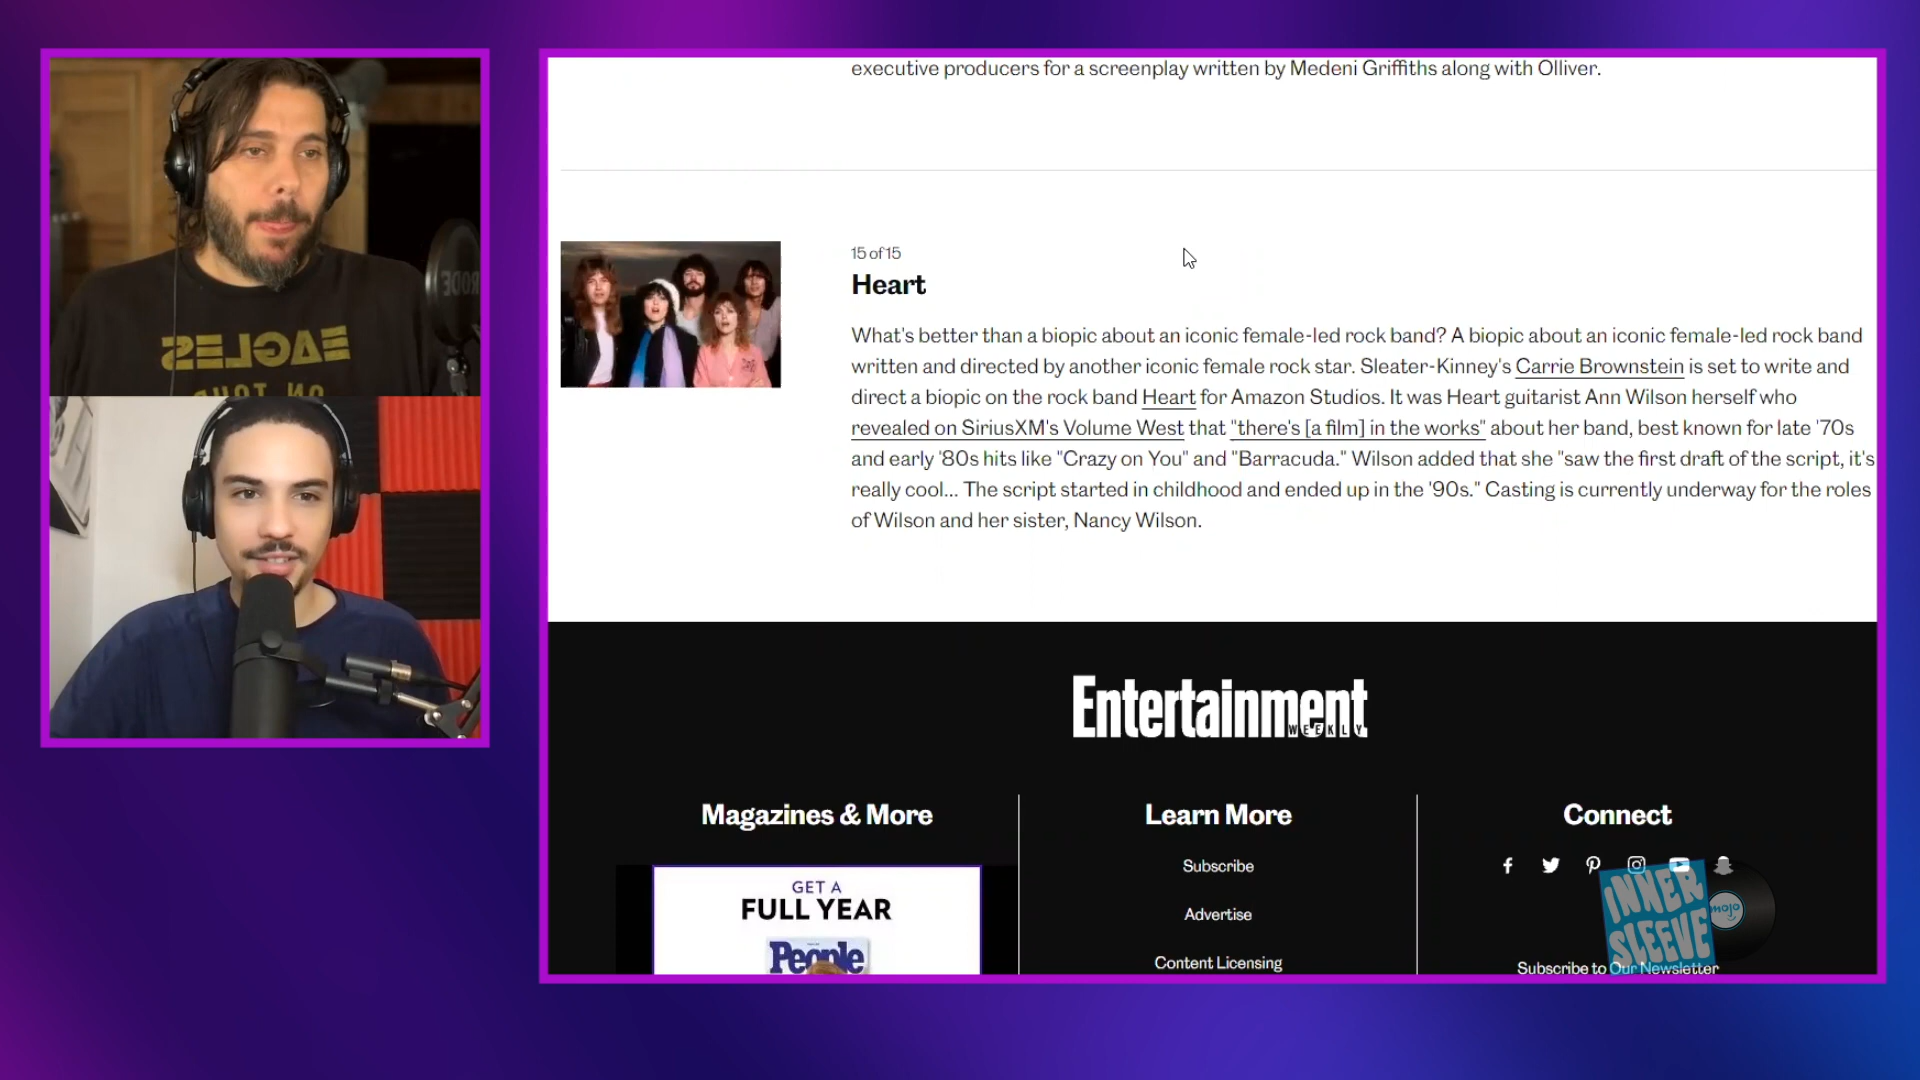 executive producers for a screenplay written by Medeni Griffiths along with Olliver.
15 of 15
Heart
What's better than a biopic about an iconic female-led rock band? A biopic about an iconic female-led rock band
written and directed by another iconic female rock star. Sleater-Kinney's Carrie Brownstein is set to write and
direct a biopic on the rock band Heart for Amazon Studios. It was Heart guitarist Ann Wilson herself who
revealed on SiriusXM's Volume West that "there's [a film] in the works" about her band, best known for late '70s
and early '80s hits like "Crazy on You" and "Barracuda." Wilson added that she "saw the first draft of the script, it's
really cool... The script started in childhood and ended up in the '90s." Casting is currently underway for the roles
of Wilson and her sister, Nancy Wilson.
EAGLES
ON TOUR
RODE
Entertainment
WEEKLY
Magazines & More
Learn More
Connect
GET A
FULL YEAR
People
Subscribe
Advertise
Content Licensing
INNER
SLEEVE
mojo
Subscribe to Our Newsletter